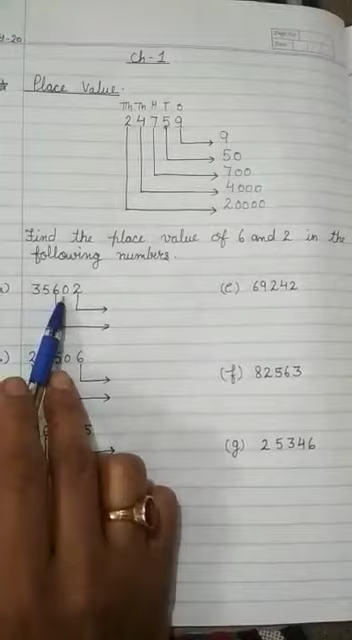 Ch-1
Place Value.
TTh Th H T O
2 4 7 5 9
9
50
700
4000
20000
Find the place value of 6 and 2 in the
following numbers.
35602
(e) 69242
(f) 82563
(g) 25346